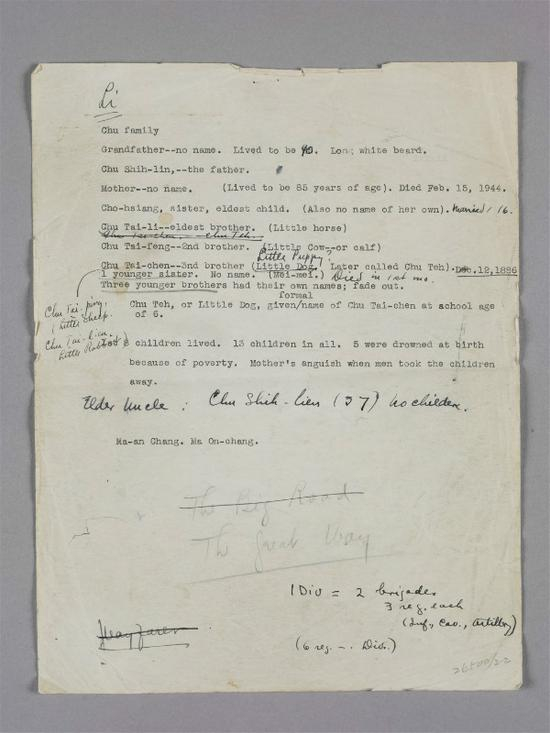 Li
Chu family
Grandfather--no name. Lived to be 90. Long white beard.
Chu Shih-lin,--the father.
Mother--no name. (Lived to be 85 years of age). Died Feb. 15, 1944.
Cho-hsiang, sister, eldest child. (Also no name of her own). Married / 16.
Chu Tai-li--eldest brother. (Little horse)
Chu Tai-feng--2nd brother. (Little Cow--or calf)
Little Puppy?
Chu Tai-chen--3rd brother (Little Dog. Later called Chu Teh). Dec.12,1886
1 younger sister. No name. (Mei-mei.) Died in 1st mo.
Three younger brothers had their own names; fade out.
formal
Chu Teh, or Little Dog, given/name of Chu Tai-chen at school age
of 6.
Chu Tai-ping,
(Little Sheep.
Chu Tai-lien.
Little Rabbit
8 children lived. 13 children in all. 5 were drowned at birth
because of poverty. Mother's anguish when men took the children
away.
Elder Uncle: Chu Shih-lien (37) No children.
Ma-an Chang. Ma On-chang.
The Big Road
The Great Way
1 Div = 2 brigades
3 reg. each
(Inf., Cav., Artillery)
(6 reg. -. Div.)
Wayfarer
26500/22